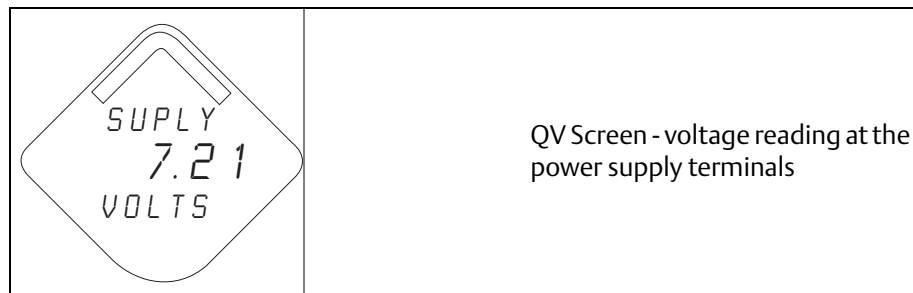 SUPLY
7.21
VOLTS
QV Screen - voltage reading at the
power supply terminals